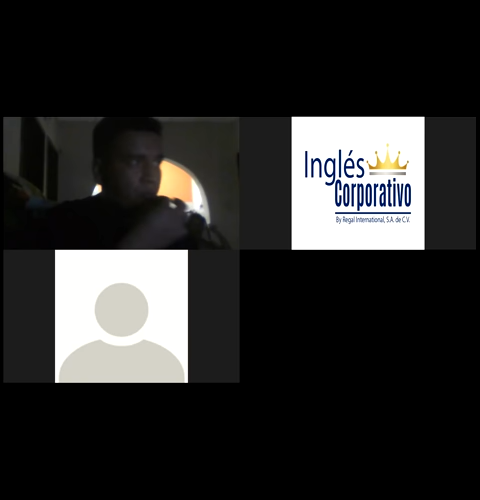 Inglés
Corporativo
By Regal International, S.A. de C.V.